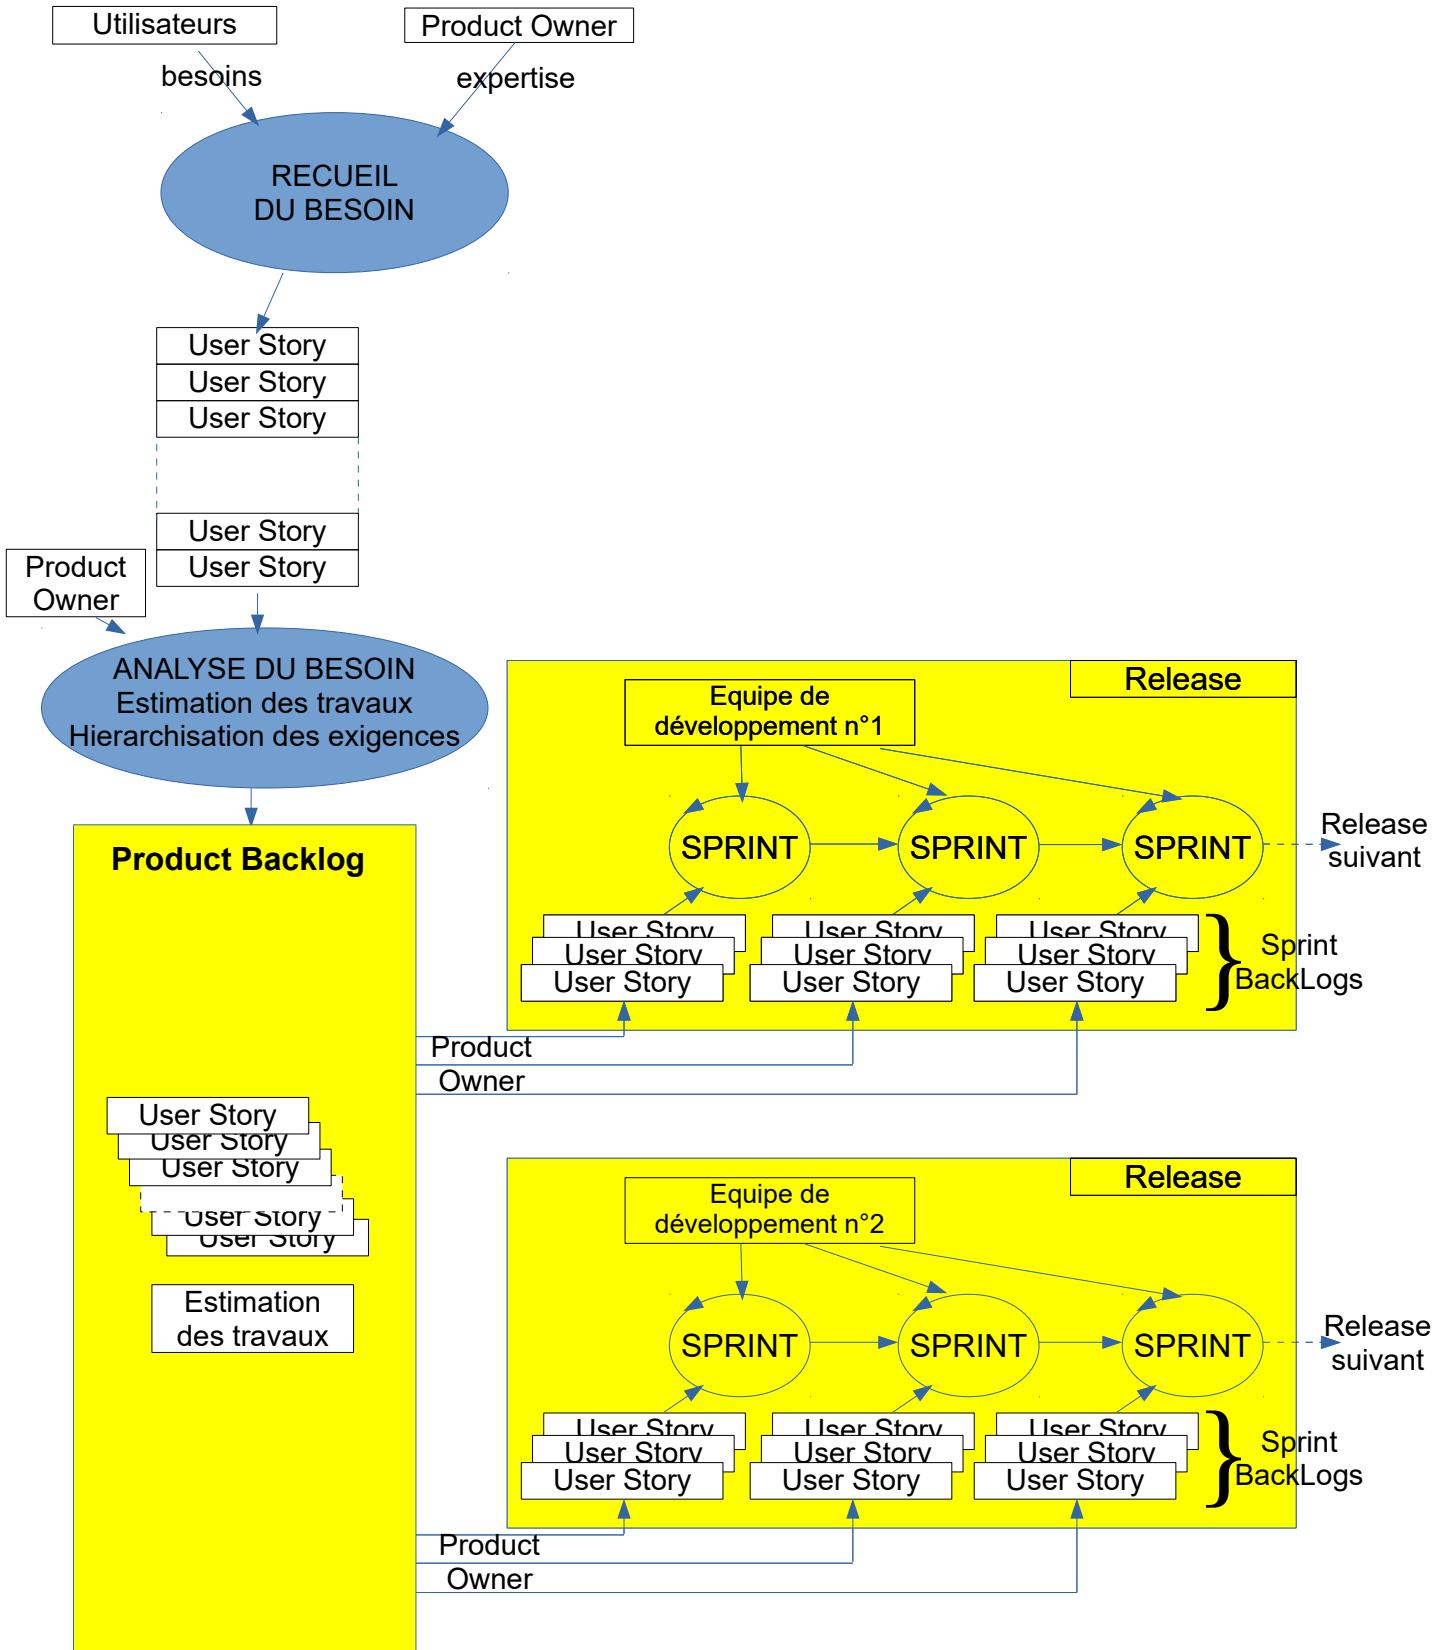 Utilisateurs
Product Owner
besoins
expertise
RECUEIL
DU BESOIN
User Story
User Story
User Story
User Story
User Story
Product
Owner
ANALYSE DU BESOIN
Estimation des travaux
Hierarchisation des exigences
Product Backlog
User Story
User Story
User Story
User Story
User Story
Estimation
des travaux
Release
Equipe de
développement n°1
SPRINT
SPRINT
SPRINT
Release
suivant
User Story
User Story
User Story
User Story
User Story
User Story
User Story
User Story
User Story
Sprint
BackLogs
Product
Owner
Release
Equipe de
développement n°2
SPRINT
SPRINT
SPRINT
Release
suivant
User Story
User Story
User Story
User Story
User Story
User Story
User Story
User Story
User Story
Sprint
BackLogs
Product
Owner